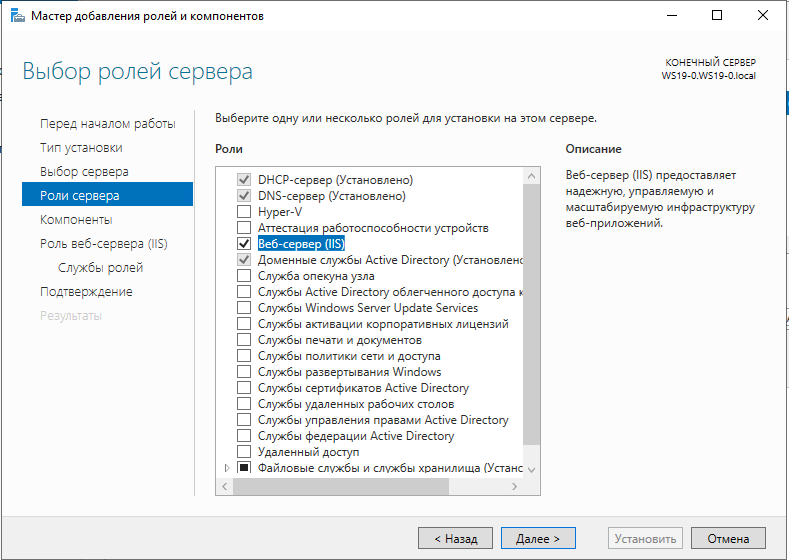 Мастер добавления ролей и компонентов
Выбор ролей сервера
КОНЕЧНЫЙ СЕРВЕР
WS19-0.WS19-0.local
Перед началом работы
Тип установки
Выбор сервера
Роли сервера
Компоненты
Роль веб-сервера (IIS)
Службы ролей
Подтверждение
Результаты
Выберите одну или несколько ролей для установки на этом сервере.
Роли
DHCP-сервер (Установлено)
DNS-сервер (Установлено)
Hyper-V
Аттестация работоспособности устройств
Веб-сервер (IIS)
Доменные службы Active Directory (Установлено
Служба опекуна узла
Службы Active Directory облегченного доступа к
Службы Windows Server Update Services
Службы активации корпоративных лицензий
Службы печати и документов
Службы политики сети и доступа
Службы развертывания Windows
Службы сертификатов Active Directory
Службы удаленных рабочих столов
Службы управления правами Active Directory
Службы федерации Active Directory
Удаленный доступ
Файловые службы и службы хранилища (Устано
Описание
Веб-сервер (IIS) предоставляет
надежную, управляемую и
масштабируемую инфраструктуру
веб-приложений.
< Назад
Далее >
Установить
Отмена